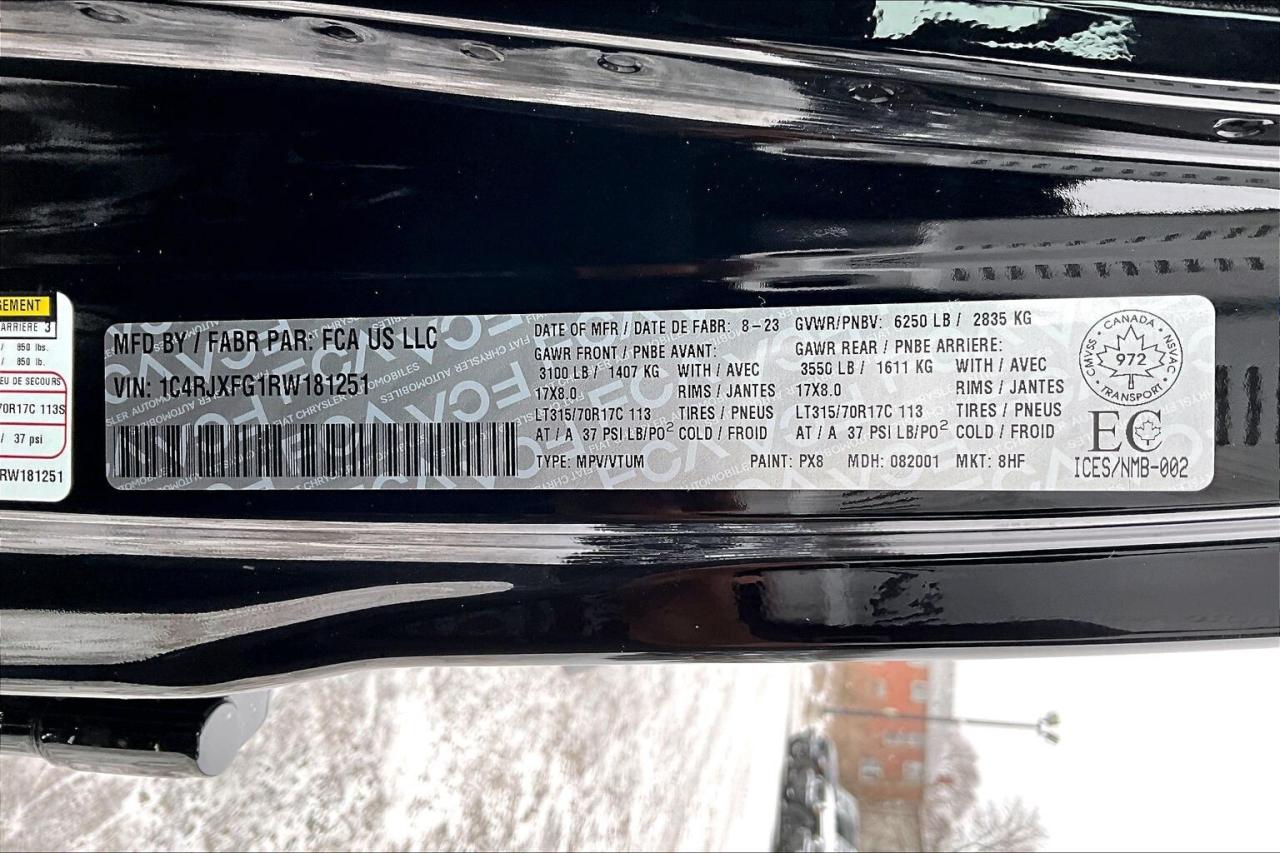 GEMENT
ARRIERE 3
/ 850 lbs.
/ 850 lb.
EU DE SECOURS
70R17C 113S
/ 37 psi
RW181251
MFD BY / FABR PAR: FCA US LLC
VIN: 1C4RJXFG1RW181251
DATE OF MFR / DATE DE FABR: 8-23
GAWR FRONT / PNBE AVANT:
3100 LB / 1407 KG WITH / AVEC
17X8.0 RIMS / JANTES
LT315/70R17C 113 TIRES / PNEUS
AT / A 37 PSI LB/PO² COLD / FROID
TYPE: MPV/VTUM
GVWR/PNBV: 6250 LB / 2835 KG
GAWR REAR / PNBE ARRIERE:
3550 LB / 1611 KG WITH / AVEC
17X8.0 RIMS / JANTES
LT315/70R17C 113 TIRES / PNEUS
AT / A 37 PSI LB/PO² COLD / FROID
PAINT: PX8 MDH: 082001 MKT: 8HF
CANADA
CMVSS
NSVAC
972
TRANSPORT
EC
ICES/NMB-002